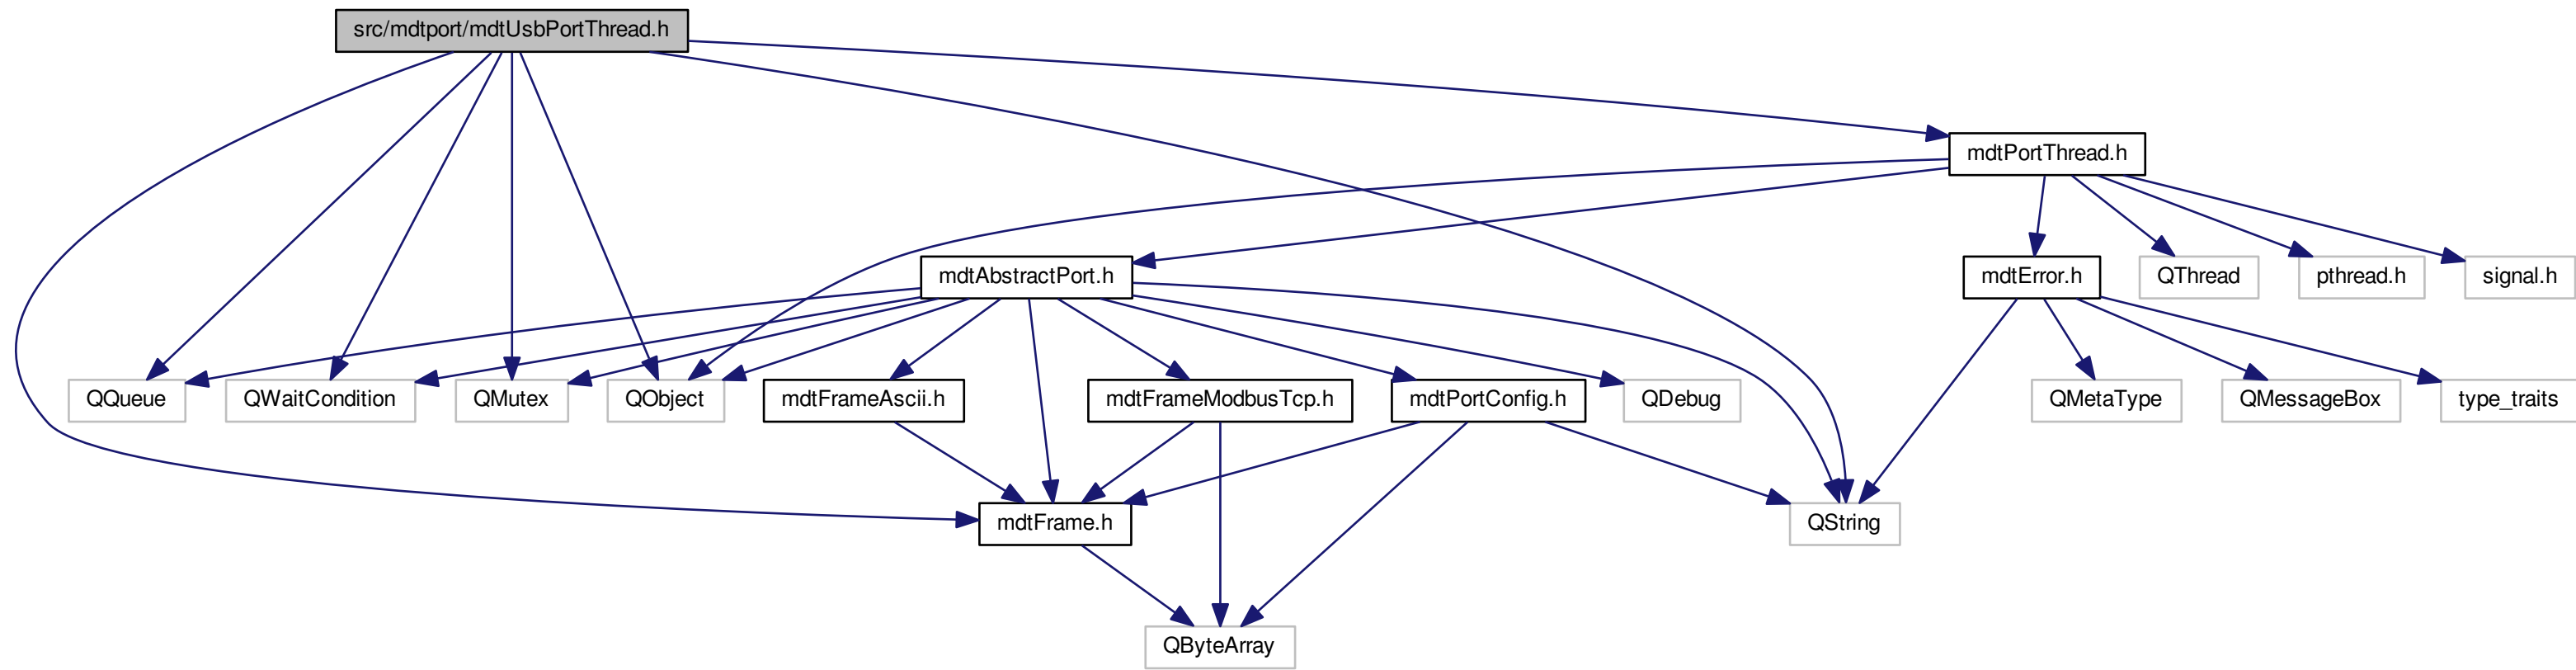 src/mdtport/mdtUsbPortThread.h
mdtPortThread.h
mdtAbstractPort.h
mdtError.h
QThread
pthread.h
signal.h
QQueue
QWaitCondition
QMutex
QObject
mdtFrameAscii.h
mdtFrameModbusTcp.h
mdtPortConfig.h
QDebug
QMetaType
QMessageBox
type_traits
mdtFrame.h
QString
QByteArray